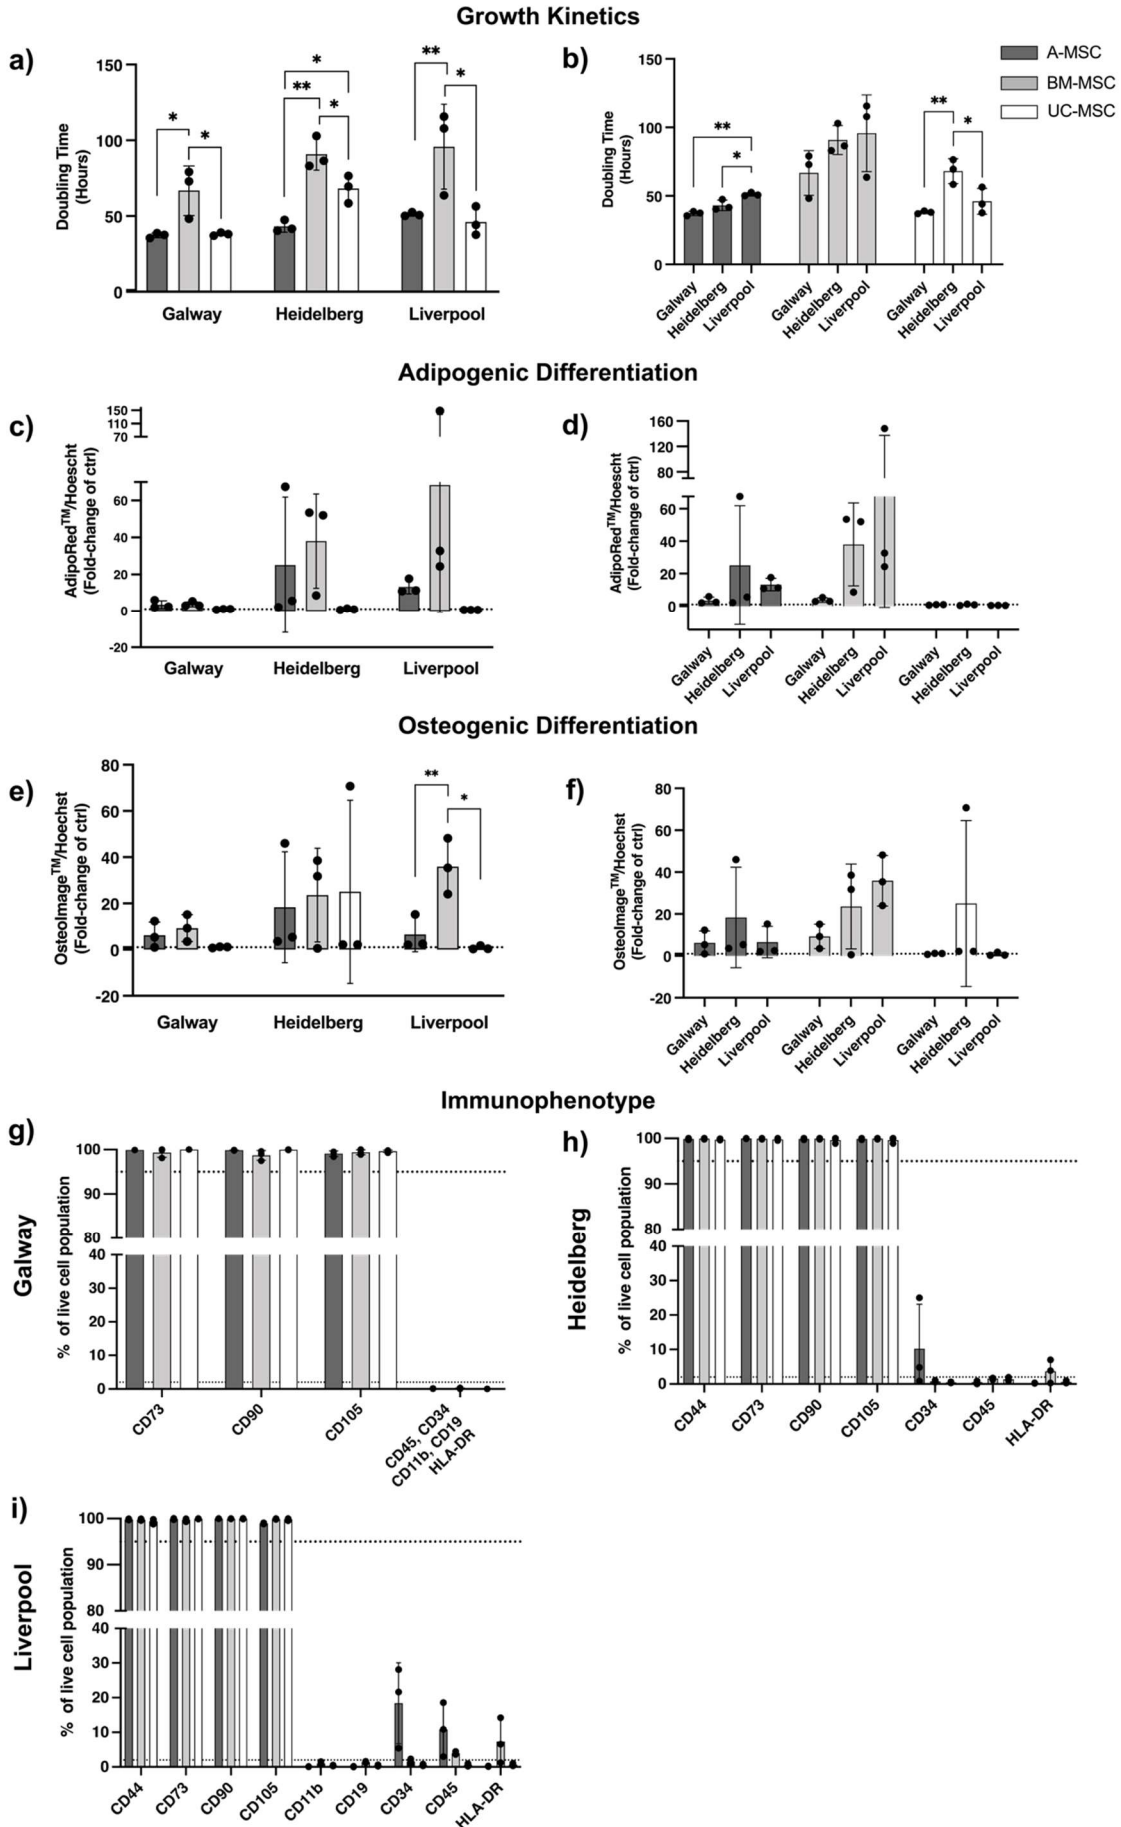 Growth Kinetics
a)
Doubling Time
(Hours)
150
100
50
0
*
*
**
*
*
**
*
Galway
Heidelberg
Liverpool
b)
Doubling Time
(Hours)
150
100
50
0
**
*
**
*
Galway
Heidelberg
Liverpool
Galway
Heidelberg
Liverpool
Galway
Heidelberg
Liverpool
A-MSC
BM-MSC
UC-MSC
Adipogenic Differentiation
c)
AdipoRed™/Hoescht
(Fold-change of ctrl)
150
110
70
60
40
20
0
-20
Galway
Heidelberg
Liverpool
d)
AdipoRed™/Hoescht
(Fold-change of ctrl)
160
120
80
60
40
20
0
Galway
Heidelberg
Liverpool
Galway
Heidelberg
Liverpool
Galway
Heidelberg
Liverpool
Osteogenic Differentiation
e)
OsteoImage™/Hoechst
(Fold-change of ctrl)
80
60
40
20
0
-20
**
*
Galway
Heidelberg
Liverpool
f)
OsteoImage™/Hoechst
(Fold-change of ctrl)
80
60
40
20
0
-20
Galway
Heidelberg
Liverpool
Galway
Heidelberg
Liverpool
Galway
Heidelberg
Liverpool
Immunophenotype
g)
Galway
% of live cell population
100
90
80
40
30
20
10
0
CD73
CD90
CD105
CD45, CD34
CD11b, CD19
HLA-DR
h)
Heidelberg
% of live cell population
100
90
80
40
30
20
10
0
CD44
CD73
CD90
CD105
CD34
CD45
HLA-DR
i)
Liverpool
% of live cell population
100
90
80
40
30
20
10
0
CD44
CD73
CD90
CD105
CD11b
CD19
CD34
CD45
HLA-DR